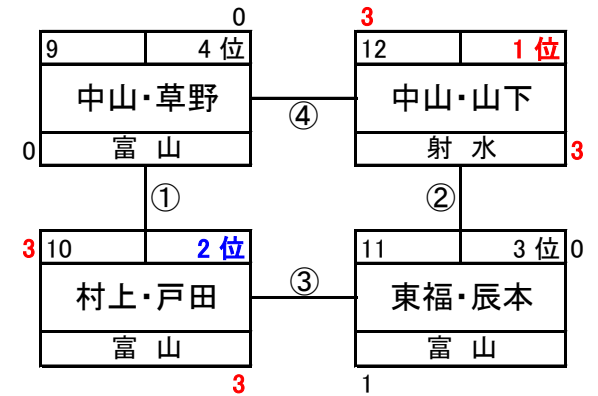 0
3
9 4 位
12 1 位
中山・草野
④
中山・山下
0 富 山
射 水 3
①
②
3 10 2 位
11 3 位 0
村上・戸田
③
東福・辰本
富 山
富 山
3
1